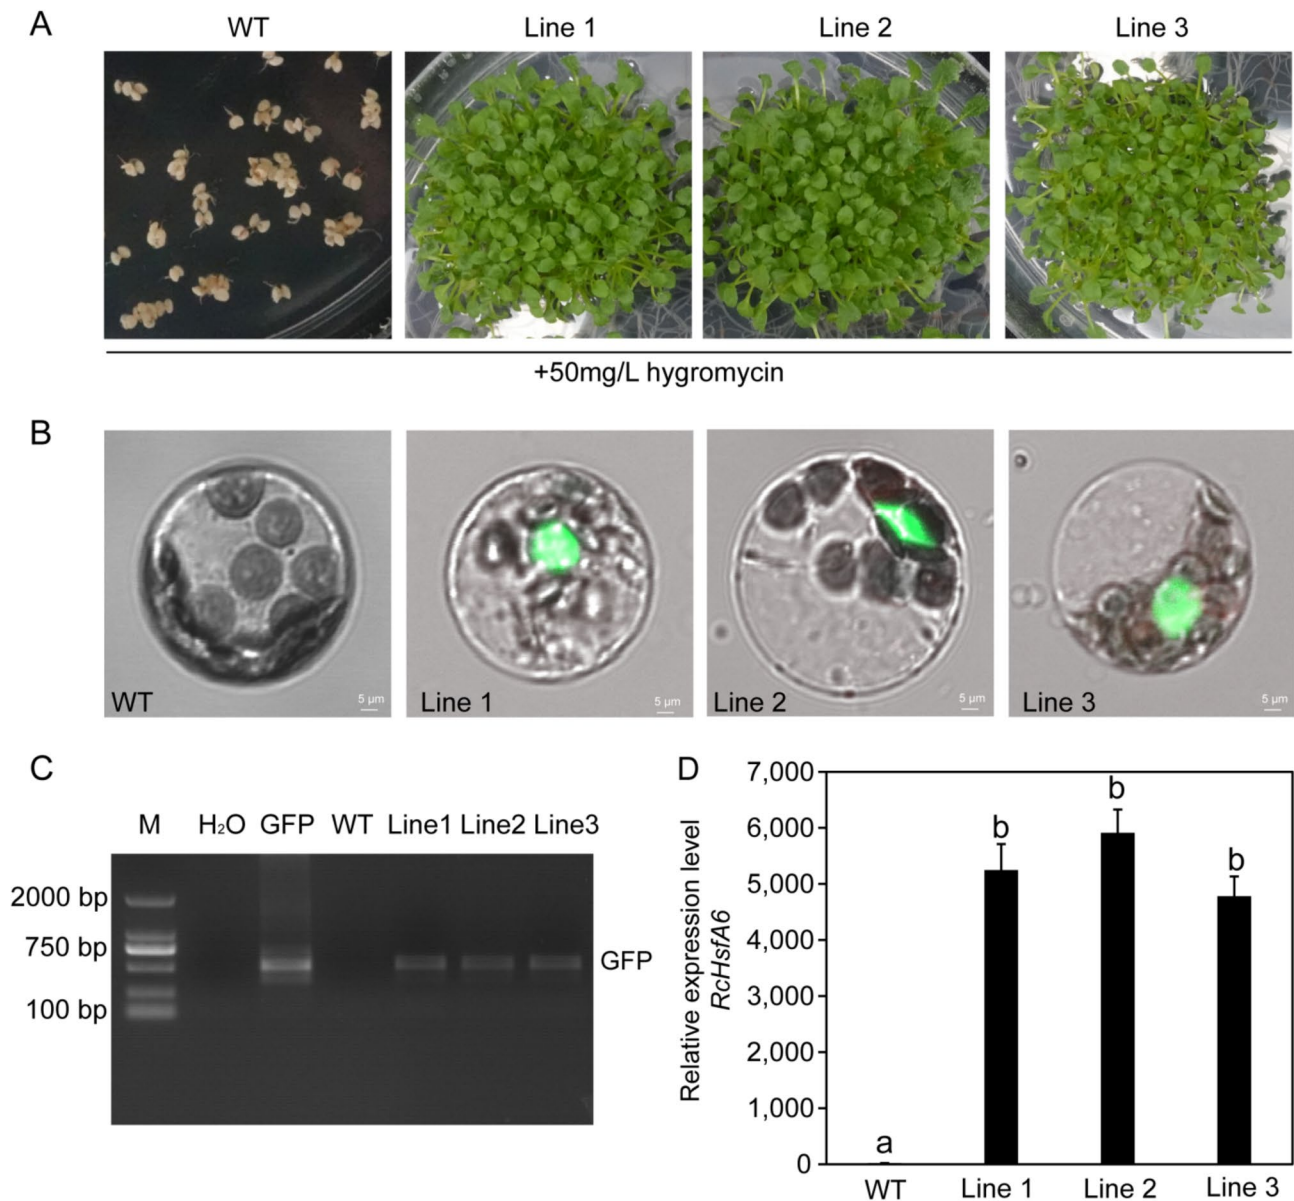 A
WT Line 1 Line 2 Line 3
+50mg/L hygromycin
B
WT Line 1 Line 2 Line 3
5 μm 5 μm 5 μm 5 μm
C
M H₂O GFP WT Line1 Line2 Line3
2000 bp
750 bp
100 bp
GFP
D
Relative expression level
RcHsfA6
7,000
6,000
5,000
4,000
3,000
2,000
1,000
0
a b b b
WT Line 1 Line 2 Line 3